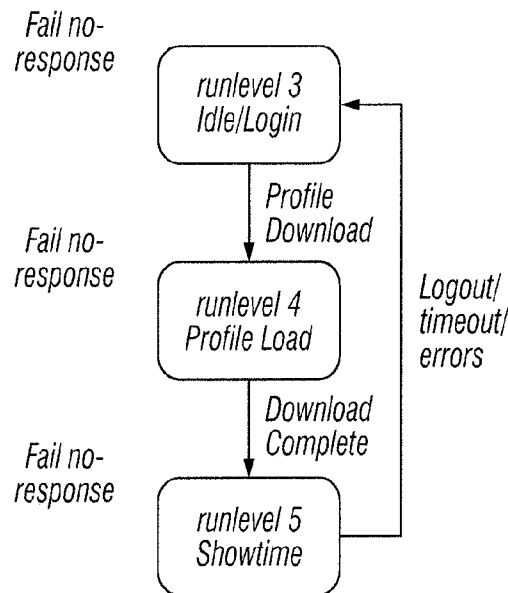 Fail no-
response
runlevel 3
Idle/Login
Profile
Download
Fail no-
response
runlevel 4
Profile Load
Logout/
timeout/
errors
Download
Complete
Fail no-
response
runlevel 5
Showtime